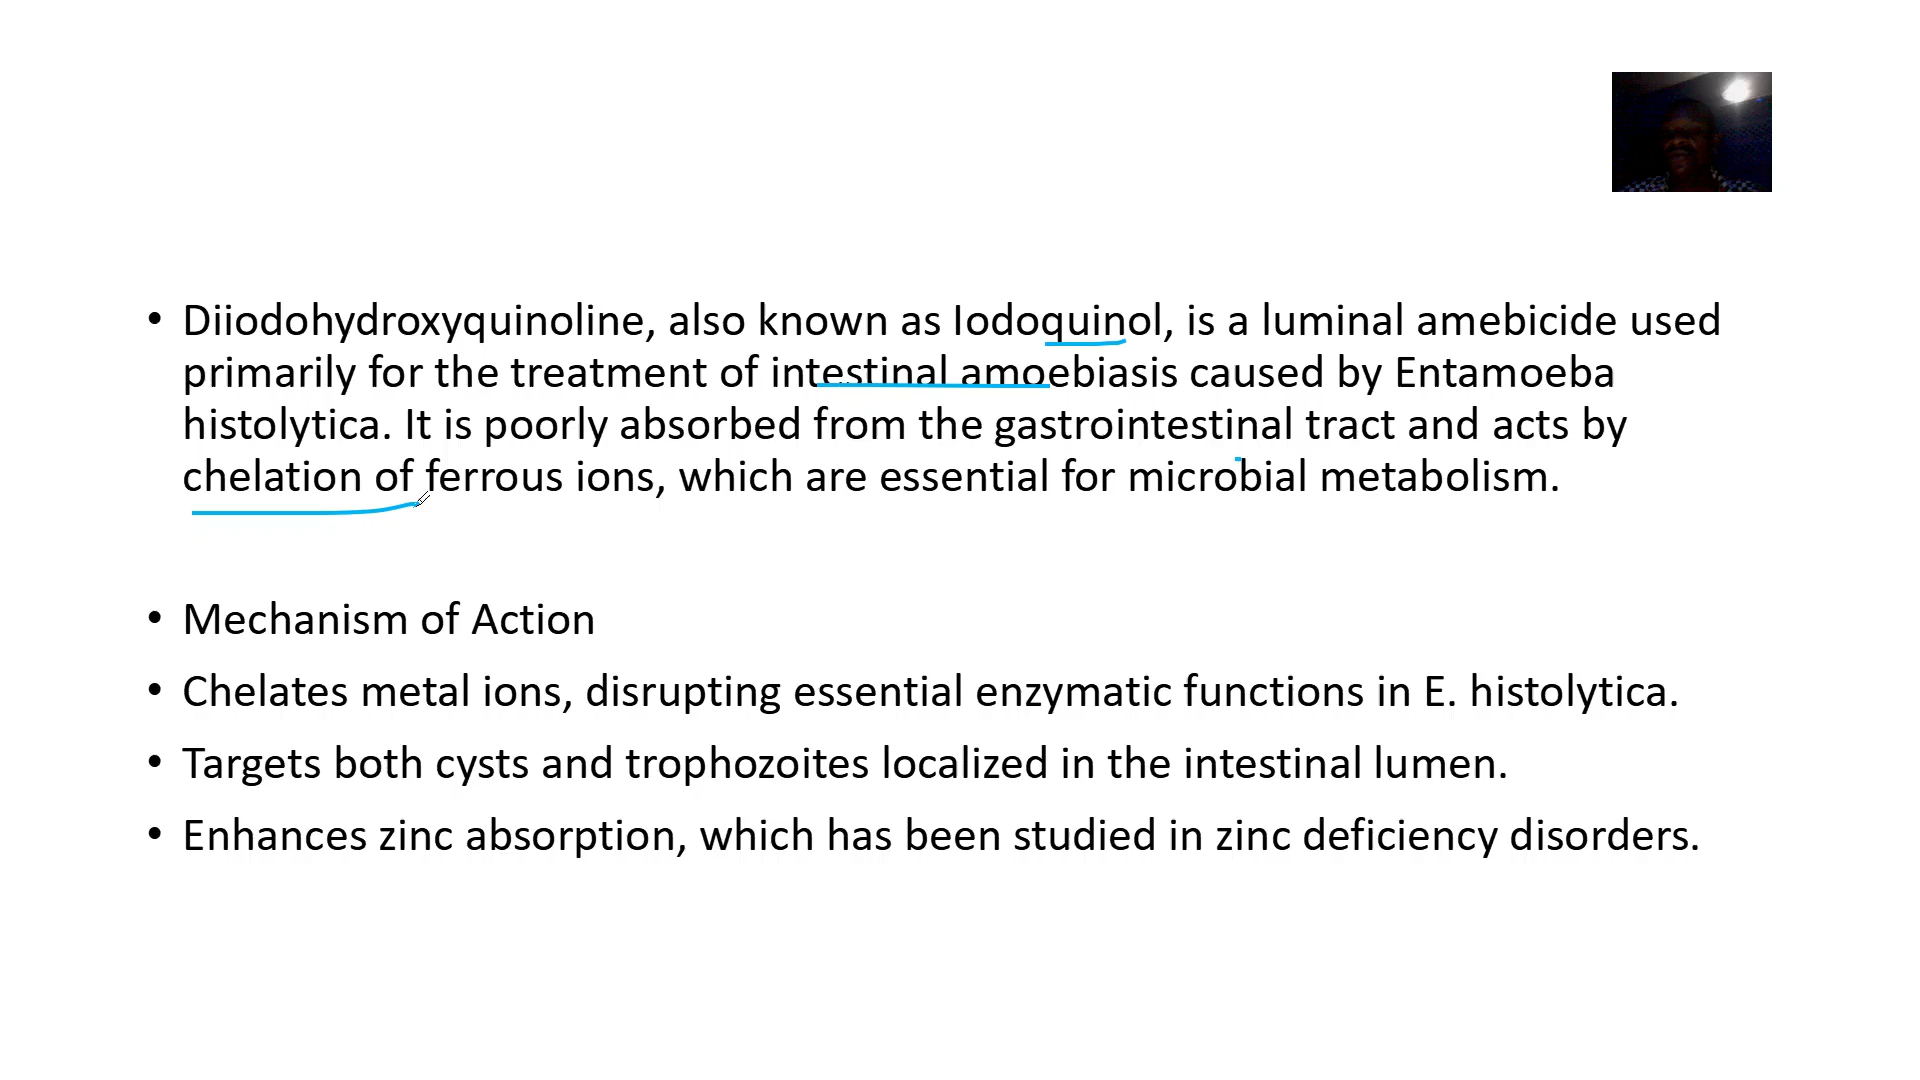 • Diiodohydroxyquinoline, also known as Iodoquinol, is a luminal amebicide used
primarily for the treatment of intestinal amoebiasis caused by Entamoeba
histolytica. It is poorly absorbed from the gastrointestinal tract and acts by
chelation of ferrous ions, which are essential for microbial metabolism.
• Mechanism of Action
• Chelates metal ions, disrupting essential enzymatic functions in E. histolytica.
• Targets both cysts and trophozoites localized in the intestinal lumen.
• Enhances zinc absorption, which has been studied in zinc deficiency disorders.